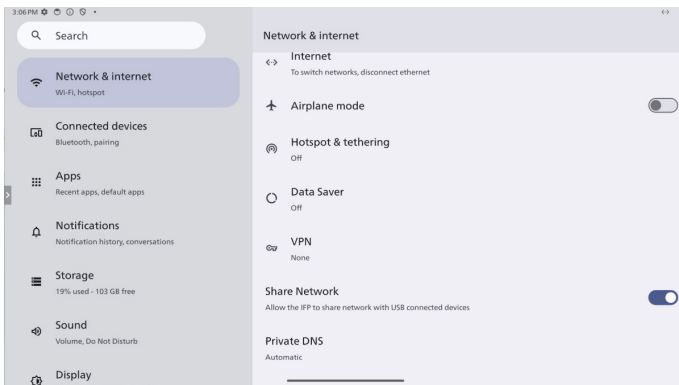 3:06 PM
Search
Network & internet
Wi-Fi, hotspot
Connected devices
Bluetooth, pairing
Apps
Recent apps, default apps
Notifications
Notification history, conversations
Storage
19% used - 103 GB free
Sound
Volume, Do Not Disturb
Display
Network & internet
Internet
To switch networks, disconnect ethernet
Airplane mode
Hotspot & tethering
Off
Data Saver
Off
VPN
None
Share Network
Allow the IFP to share network with USB connected devices
Private DNS
Automatic